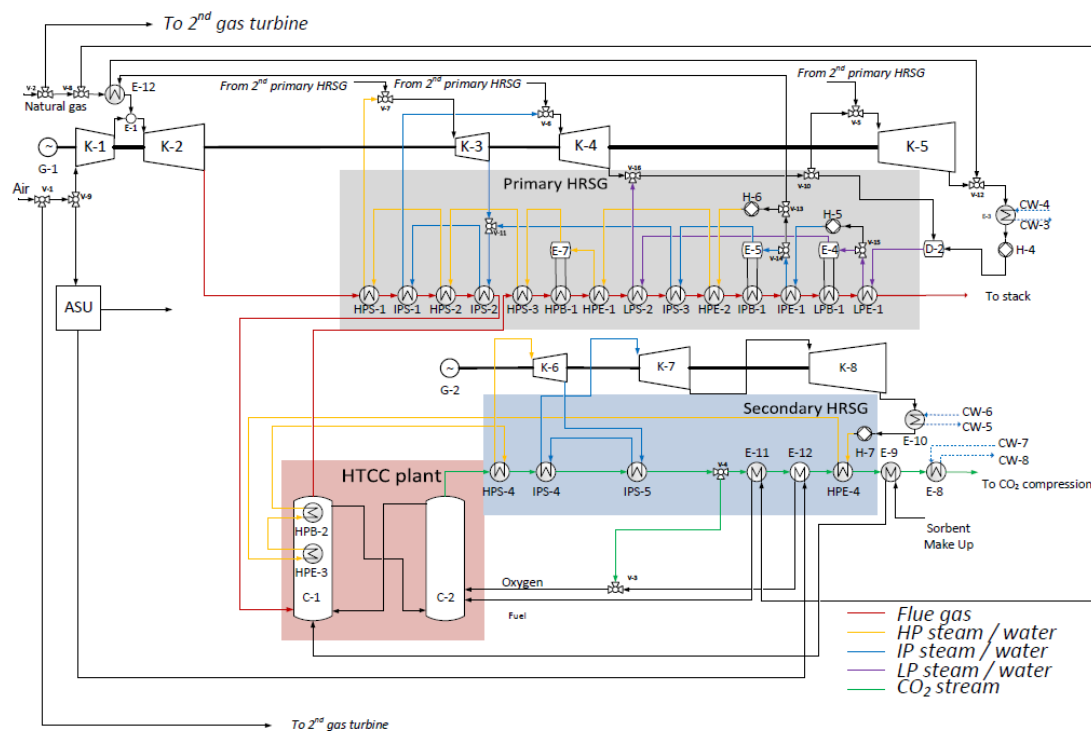 To 2nd gas turbine
V-2
V-8
E-12
Natural gas
From 2nd primary HRSG
From 2nd primary HRSG
From 2nd primary HRSG
V-7
V-6
V-5
E-1
K-1
K-2
K-3
K-4
K-5
G-1
~
Air
V-1
V-9
V-16
V-10
V-12
Primary HRSG
H-6
V-13
H-5
E-3
CW-4
CW-3
H-4
V-11
E-7
E-5
V-14
E-4
V-15
D-2
HPS-1
IPS-1
HPS-2
IPS-2
HPS-3
HPB-1
HPE-1
LPS-2
IPS-3
HPE-2
IPB-1
IPE-1
LPB-1
LPE-1
To stack
ASU
K-6
K-7
K-8
G-2
~
Secondary HRSG
CW-6
CW-5
E-10
H-7
CW-7
CW-8
E-11
E-12
E-9
V-4
HPS-4
IPS-4
IPS-5
HPE-4
E-8
To CO₂ compression
HTCC plant
HPB-2
HPE-3
C-1
C-2
Sorbent
Make Up
Oxygen
V-3
Fuel
Flue gas
HP steam / water
IP steam / water
LP steam / water
CO₂ stream
To 2nd gas turbine